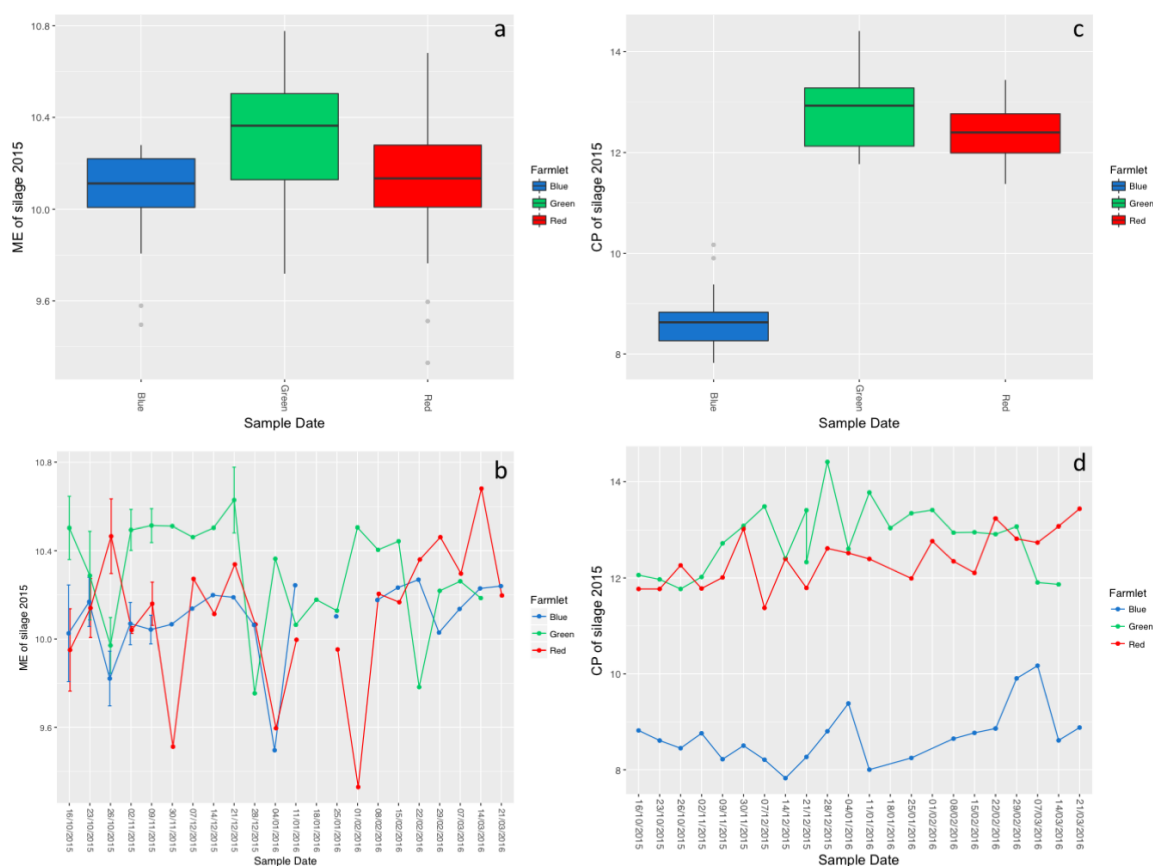 a
ME of silage 2015
10.8
10.4
10.0
9.6
Blue
Green
Red
Sample Date
Farmlet
Blue
Green
Red
c
CP of silage 2015
14
12
10
8
Blue
Green
Red
Sample Date
Farmlet
Blue
Green
Red
b
ME of silage 2015
10.8
10.4
10.0
9.6
16/10/2015
23/10/2015
28/10/2015
02/11/2015
09/11/2015
30/11/2015
07/12/2015
14/12/2015
21/12/2015
28/12/2015
04/01/2016
11/01/2016
18/01/2016
25/01/2016
01/02/2016
08/02/2016
15/02/2016
22/02/2016
29/02/2016
07/03/2016
14/03/2016
21/03/2016
Sample Date
Farmlet
Blue
Green
Red
d
CP of silage 2015
14
12
10
8
16/10/2015
23/10/2015
26/10/2015
02/11/2015
09/11/2015
30/11/2015
07/12/2015
14/12/2015
21/12/2015
28/12/2015
04/01/2016
11/01/2016
18/01/2016
25/01/2016
01/02/2016
08/02/2016
15/02/2016
22/02/2016
29/02/2016
07/03/2016
14/03/2016
21/03/2016
Sample Date
Farmlet
Blue
Green
Red